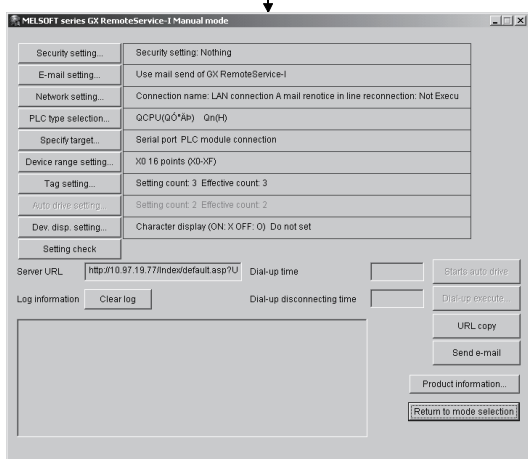 MELSOFT series GX RemoteService-I Manual mode
Security setting... Security setting: Nothing
E-mail setting... Use mail send of GX RemoteService-I
Network setting... Connection name: LAN connection A mail renotice in line reconnection: Not Execu
PLC type selection... QCPU(QÓ°ÄÞ) Qn(H)
Specify target... Serial port PLC module connection
Device range setting... X0 16 points (X0-XF)
Tag setting... Setting count: 3 Effective count: 3
Auto drive setting... Setting count: 2 Effective count: 2
Dev. disp. setting... Character display (ON: X OFF: O) Do not set
Setting check
Server URL http://10.97.19.77/Index/default.asp?U Dial-up time Starts auto drive
Log information Clear log Dial-up disconnecting time Dial-up execute...
URL copy
Send e-mail
Product information...
Return to mode selection